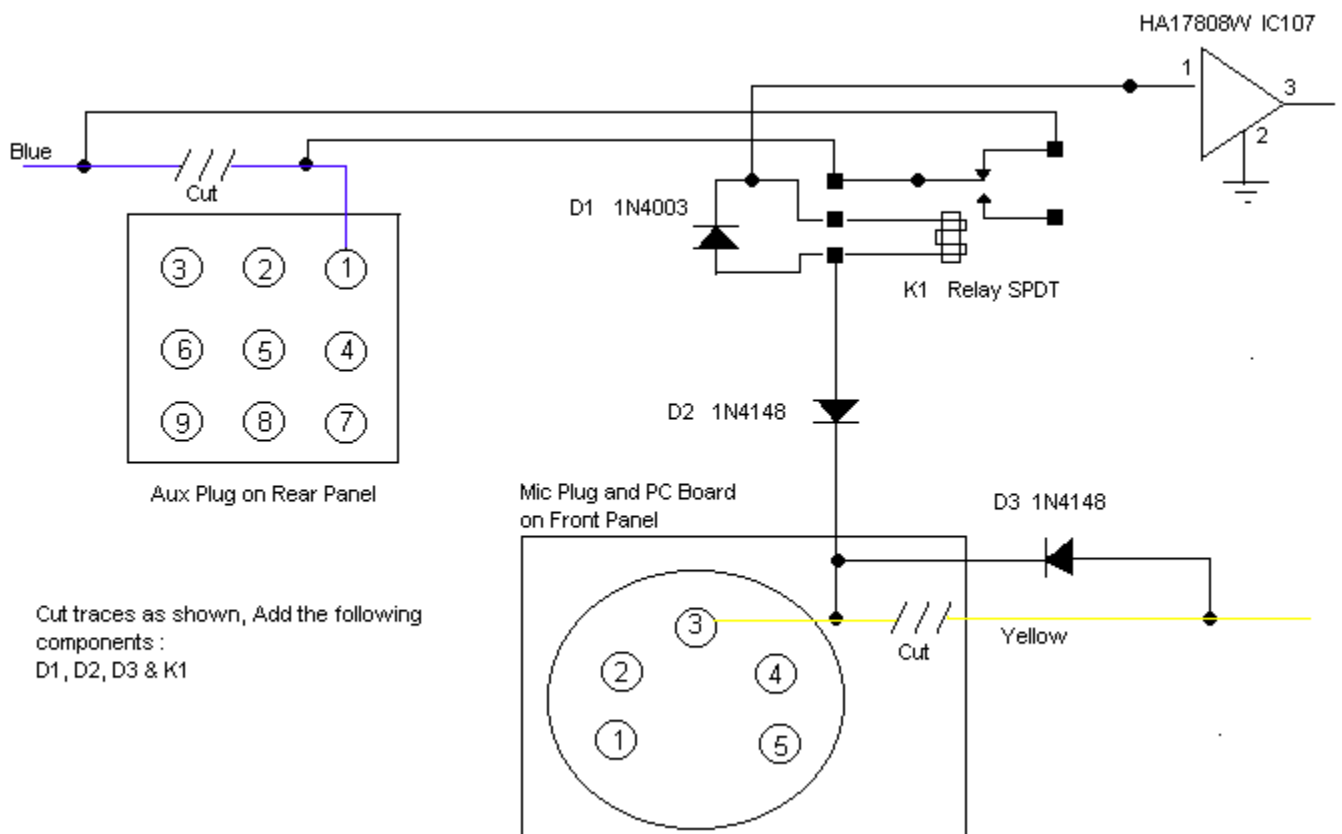 HA17808W IC107
1
3
2
Blue
Cut
D1 1N4003
K1 Relay SPDT
3 2 1
6 5 4
9 8 7
D2 1N4148
Aux Plug on Rear Panel
Mic Plug and PC Board
on Front Panel
D3 1N4148
Cut traces as shown, Add the following
components :
D1, D2, D3 & K1
3
Yellow
Cut
2
4
1
5